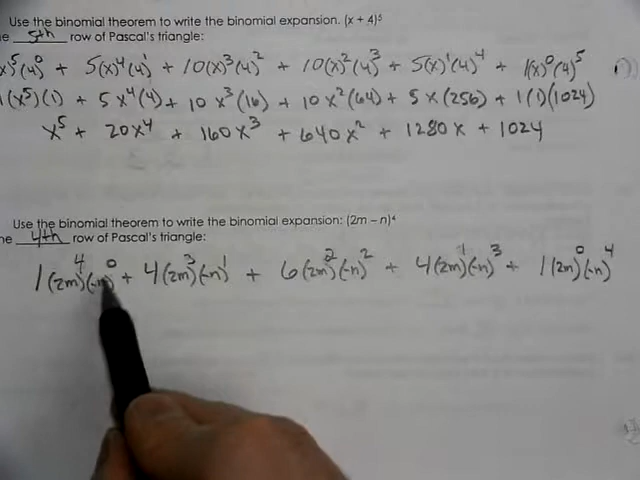 Use the binomial theorem to write the binomial expansion. (x + 4)⁵
e 5th row of Pascal's triangle:
x)⁵(4)⁰ + 5(x)⁴(4)¹ + 10(x)³(4)² + 10(x)²(4)³ + 5(x)¹(4)⁴ + 1(x)⁰(4)⁵
1(x⁵)(1) + 5x⁴(4) + 10x³(16) + 10x²(64) + 5x(256) + 1(1)(1024)
x⁵ + 20x⁴ + 160x³ + 640x² + 1280x + 1024
Use the binomial theorem to write the binomial expansion: (2m – n)⁴
e 4th row of Pascal's triangle:
1(2m)⁴(-n)⁰ + 4(2m)³(-n)¹ + 6(2m)²(-n)² + 4(2m)¹(-n)³ + 1(2m)⁰(-n)⁴